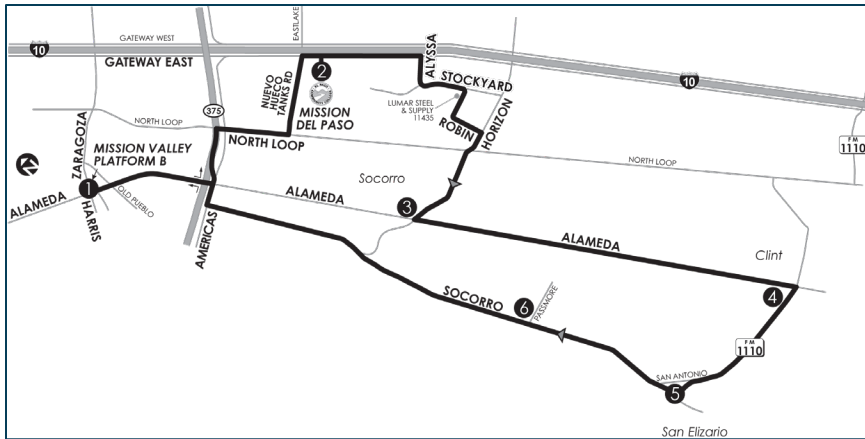 GATEWAY WEST
EASTLAKE
10
GATEWAY EAST
ALYSSA
2
STOCKYARD
10
NUEVO
HUECO
TANKS RD
MISSION
DEL PASO
LUMAR STEEL
& SUPPLY
11435
HORIZON
375
ROBIN
NORTH LOOP
NORTH LOOP
FM
1110
NORTH LOOP
ZARAGOZA
MISSION VALLEY
PLATFORM B
Socorro
1
OLD PUEBLO
ALAMEDA
HARRIS
ALAMEDA
3
AMERICAS
ALAMEDA
Clint
4
SOCORRO
6
PASSMORE
FM
1110
SAN ANTONIO
5
San Elizario